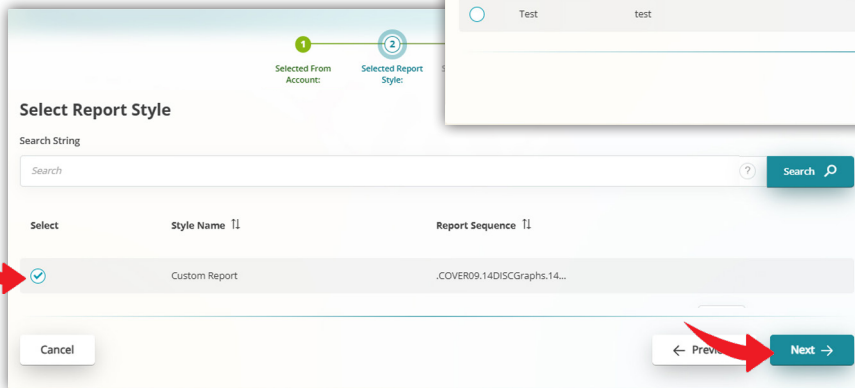 Test test
1 2
Selected From
Account:
Selected Report
Style:
Select Report Style
Search String
Search ? Search
Select Style Name Report Sequence
Custom Report .COVER09.14DISCGraphs.14...
Cancel Next